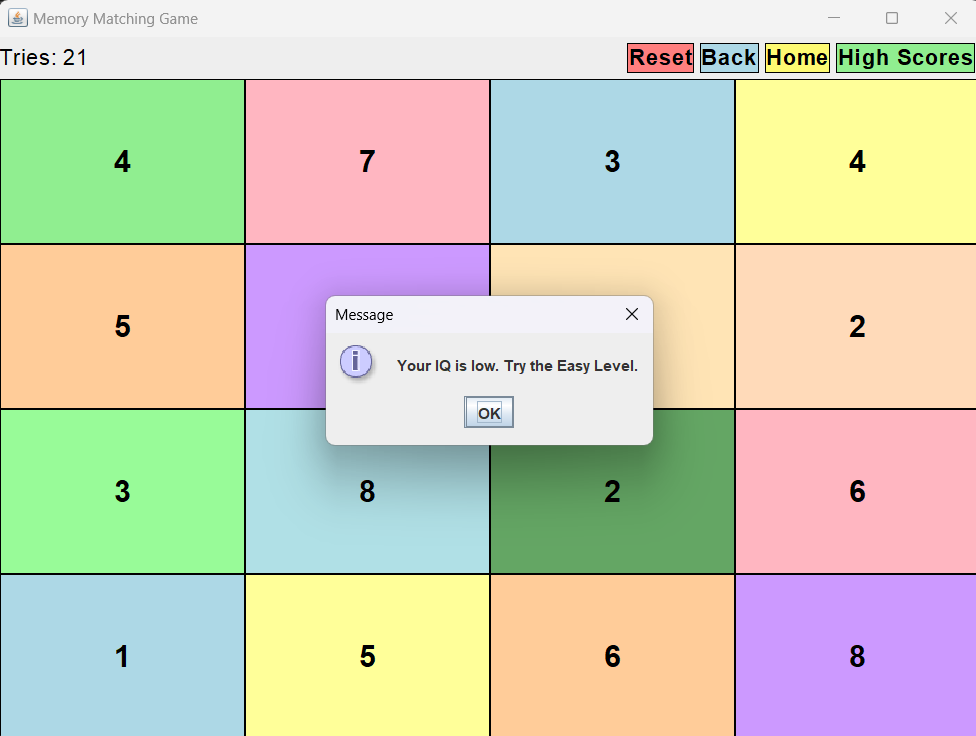 Memory Matching Game
Tries: 21 Reset Back Home High Scores
4 7 3 4
5 2
Message
Your IQ is low. Try the Easy Level.
OK
3 8 2 6
1 5 6 8